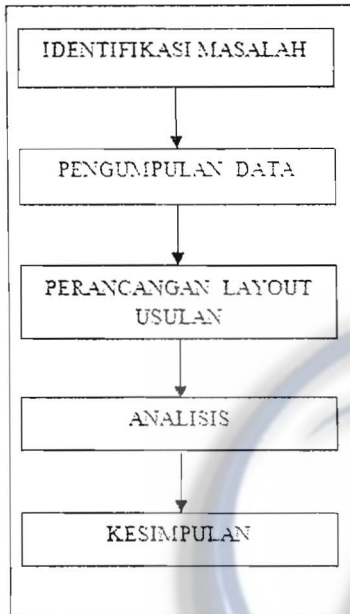 IDENTIFIKASI MASALAH
PENGUMPULAN DATA
PERANCANGAN LAYOUT
USULAN
ANALISIS
KESIMPULAN